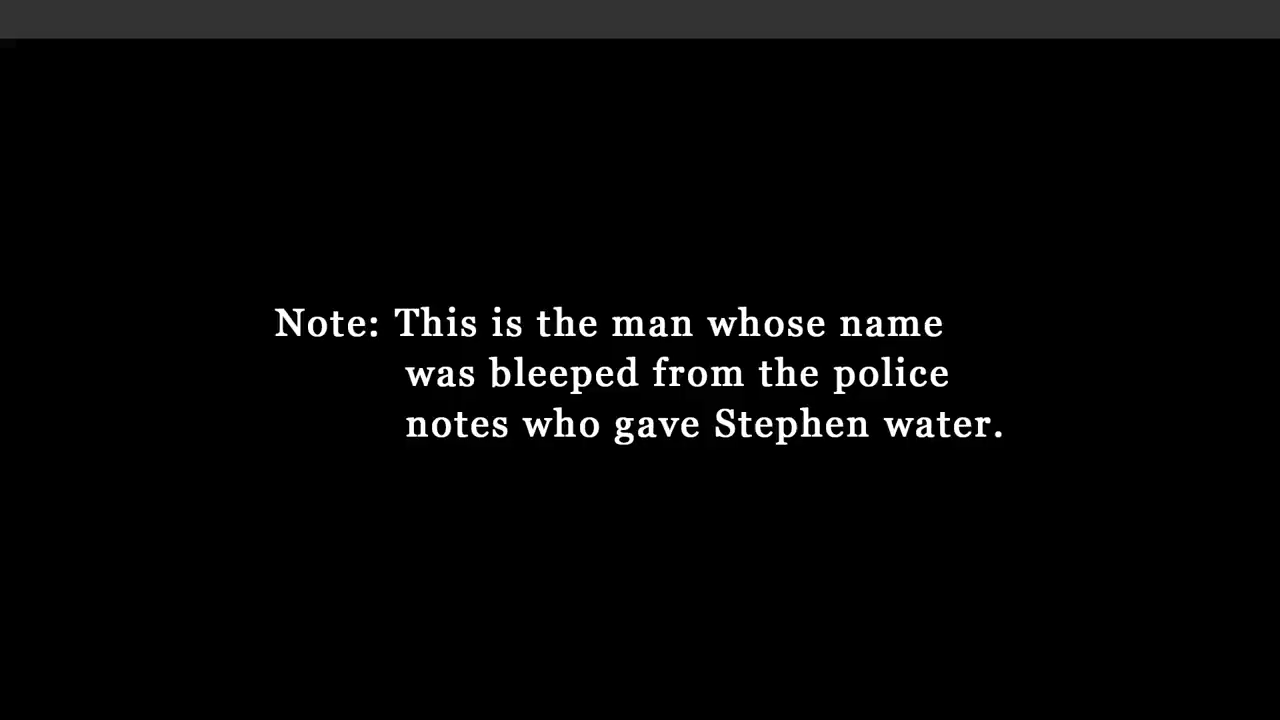 Note: This is the man whose name
was bleeped from the police
notes who gave Stephen water.